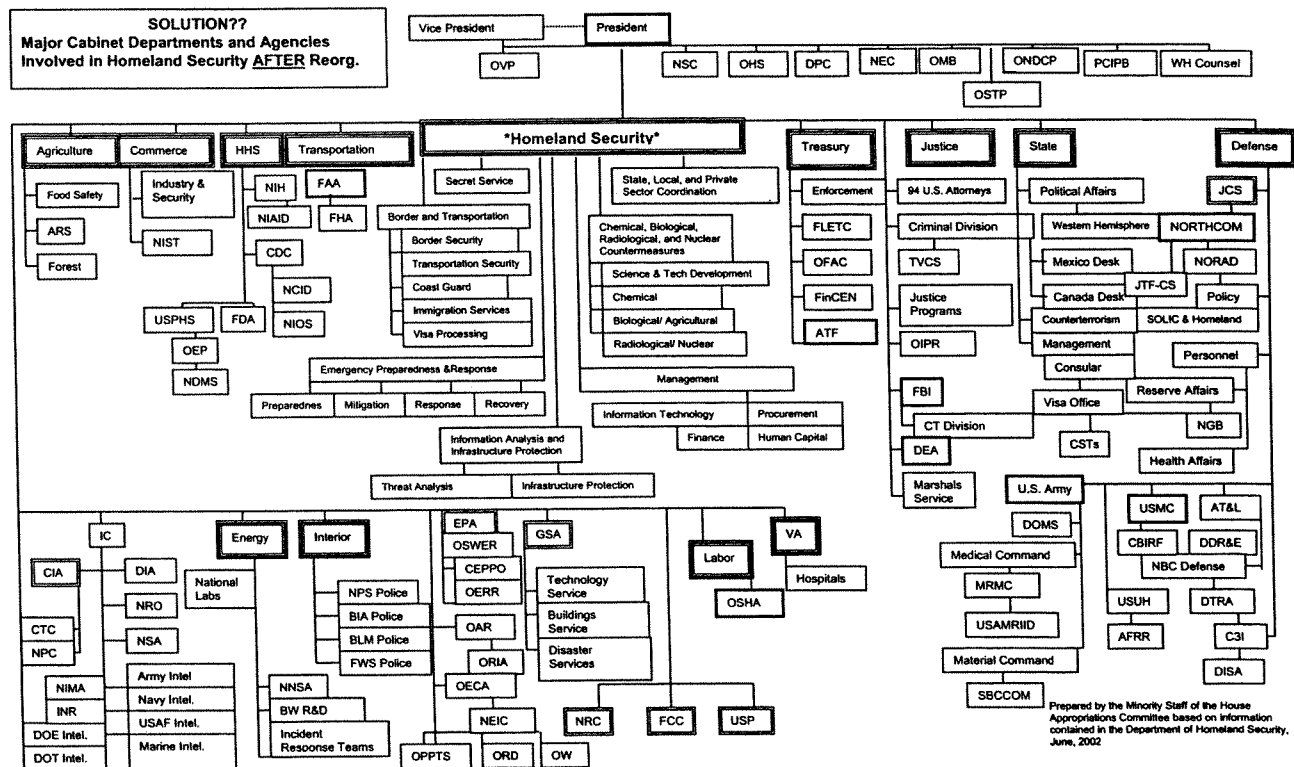 SOLUTION??
Major Cabinet Departments and Agencies
Involved in Homeland Security AFTER Reorg.
Vice President
President
OVP
NSC
OHS
DPC
NEC
OMB
ONDCP
PCIPB
WH Counsel
OSTP
Agriculture
Commerce
HHS
Transportation
*Homeland Security*
Treasury
Justice
State
Defense
Food Safety
ARS
Forest
Industry &
Security
NIST
NIH
NIAID
CDC
NCID
NIOS
USPHS
FDA
OEP
NDMS
FAA
FHA
Secret Service
Border and Transportation
Border Security
Transportation Security
Coast Guard
Immigration Services
Visa Processing
Emergency Preparedness &Response
Preparednes
Mitigation
Response
Recovery
State, Local, and Private
Sector Coordination
Chemical, Biological,
Radiological, and Nuclear
Countermeasures
Science & Tech Development
Chemical
Biological/ Agricultural
Radiological/ Nuclear
Management
Information Technology
Procurement
Finance
Human Capital
Information Analysis and
Infrastructure Protection
Threat Analysis
Infrastructure Protection
Enforcement
FLETC
OFAC
FinCEN
ATF
94 U.S. Attorneys
Criminal Division
TVCS
Justice
Programs
OIPR
FBI
CT Division
DEA
Marshals
Service
Political Affairs
Western Hemisphere
Mexico Desk
Canada Desk
Counterterrorism
Management
Consular
Visa Office
CSTs
JCS
NORTHCOM
NORAD
JTF-CS
Policy
SOLIC & Homeland
Personnel
Reserve Affairs
NGB
Health Affairs
U.S. Army
DOMS
Medical Command
MRMC
USAMRIID
Material Command
SBCCOM
USMC
CBIRF
AT&L
DDR&E
NBC Defense
USUH
AFRR
DTRA
C3I
DISA
IC
CIA
CTC
NPC
DIA
NRO
NSA
NIMA
INR
DOE Intel.
DOT Intel.
Army Intel
Navy Intel.
USAF Intel.
Marine Intel.
Energy
National
Labs
NNSA
BW R&D
Incident
Response Teams
Interior
NPS Police
BIA Police
BLM Police
FWS Police
EPA
OSWER
CEPPO
OERR
OAR
ORIA
OECA
NEIC
OPPTS
ORD
OW
GSA
Technology
Service
Buildings
Service
Disaster
Services
NRC
FCC
USP
Labor
OSHA
VA
Hospitals
Prepared by the Minority Staff of the House
Appropriations Committee based on information
contained in the Department of Homeland Security,
June, 2002